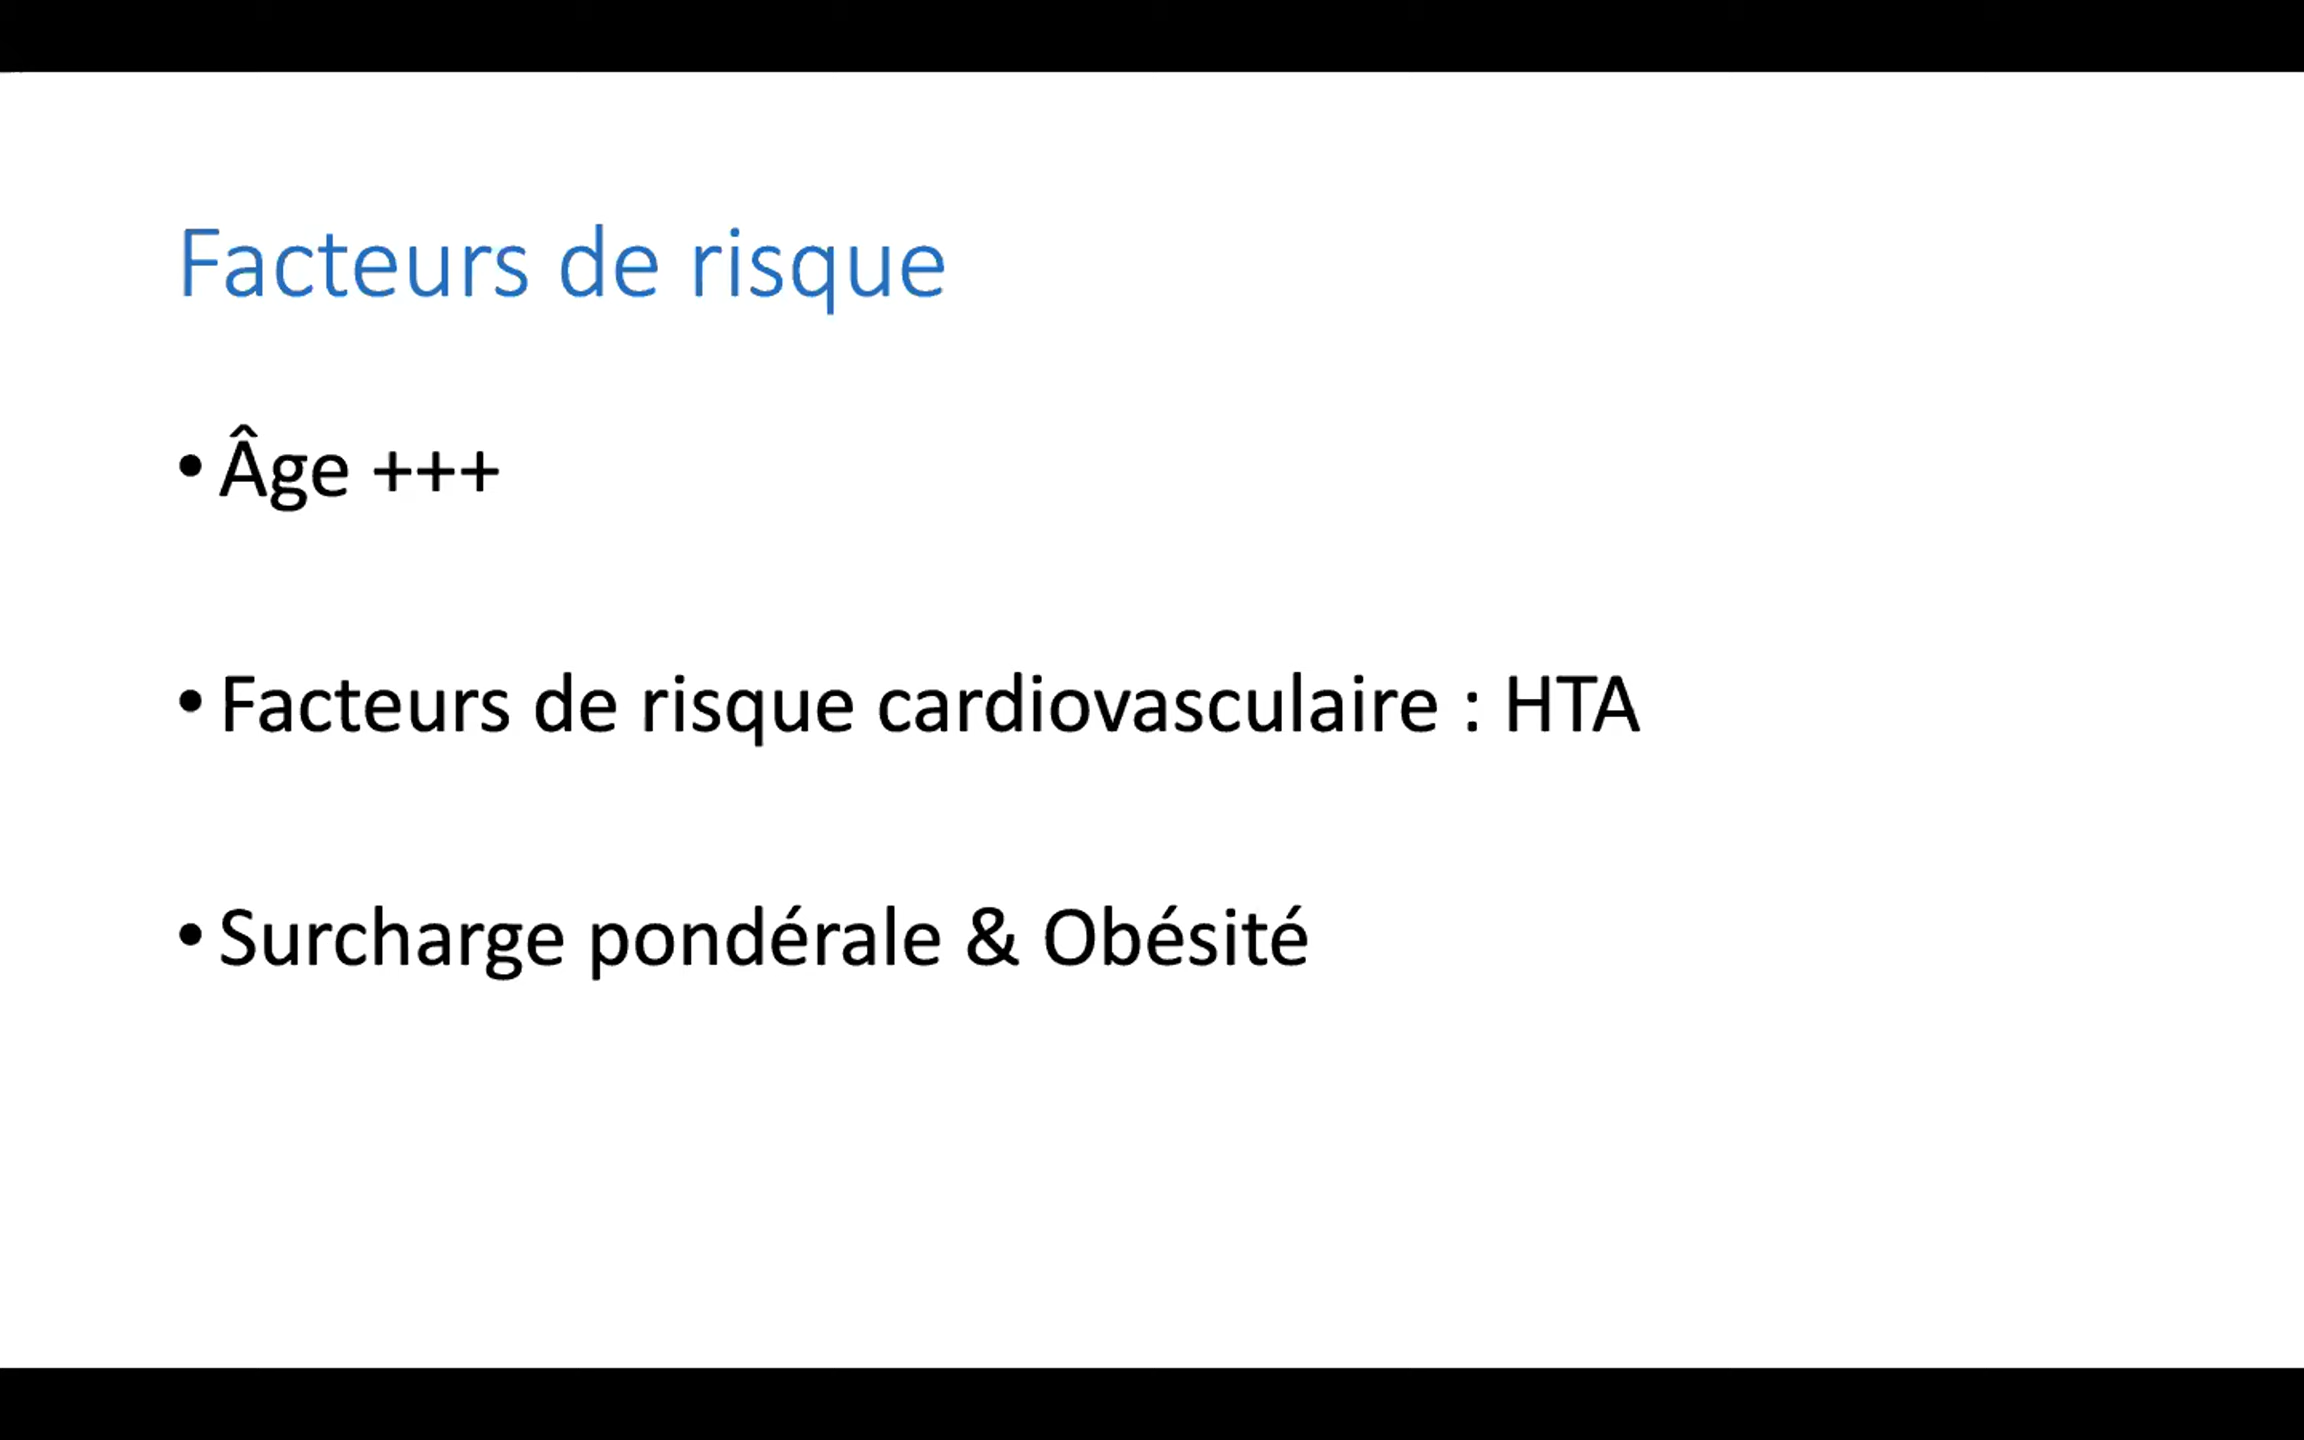 Facteurs de risque
• Âge +++
• Facteurs de risque cardiovasculaire : HTA
• Surcharge pondérale & Obésité